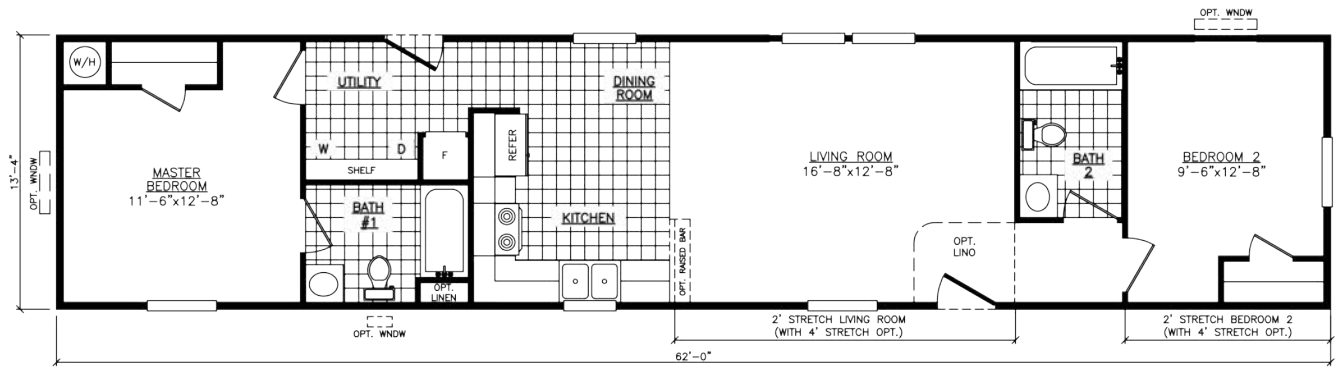 OPT. WNDW
W/H
UTILITY
DINING
ROOM
W
D
F
REFER
SHELF
13'-4"
OPT. WNDW
MASTER
BEDROOM
11'-6"x12'-8"
BATH
#1
KITCHEN
OPT.
LINEN
OPT. RAISED BAR
LIVING ROOM
16'-8"x12'-8"
OPT.
LINO
BATH
2
BEDROOM 2
9'-6"x12'-8"
OPT. WNDW
2' STRETCH LIVING ROOM
(WITH 4' STRETCH OPT.)
2' STRETCH BEDROOM 2
(WITH 4' STRETCH OPT.)
62'-0"